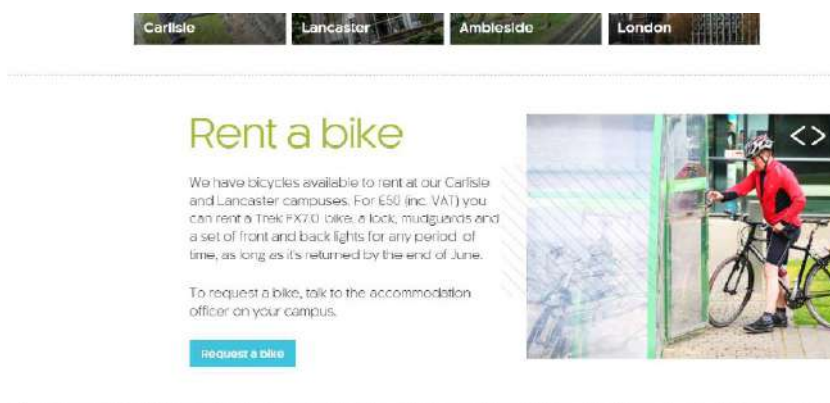 Carlisle
Lancaster
Ambleside
London
Rent a bike
We have bicycles available to rent at our Carlisle
and Lancaster campuses. For £50 (inc. VAT) you
can rent a Trek FX7.0 bike, a lock, mudguards and
a set of front and back lights for any period of
time, as long as it's returned by the end of June.
To request a bike, talk to the accommodation
officer on your campus.
Request a bike